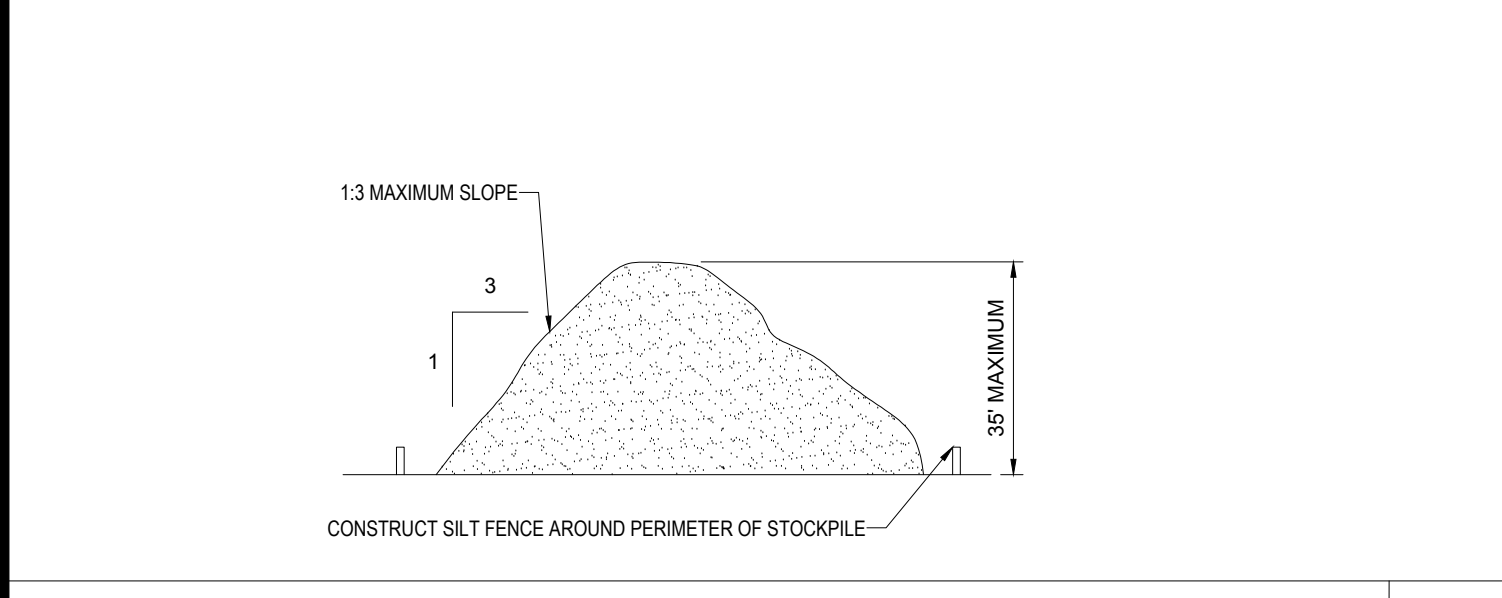 1:3 MAXIMUM SLOPE
3
1
35' MAXIMUM
CONSTRUCT SILT FENCE AROUND PERIMETER OF STOCKPILE